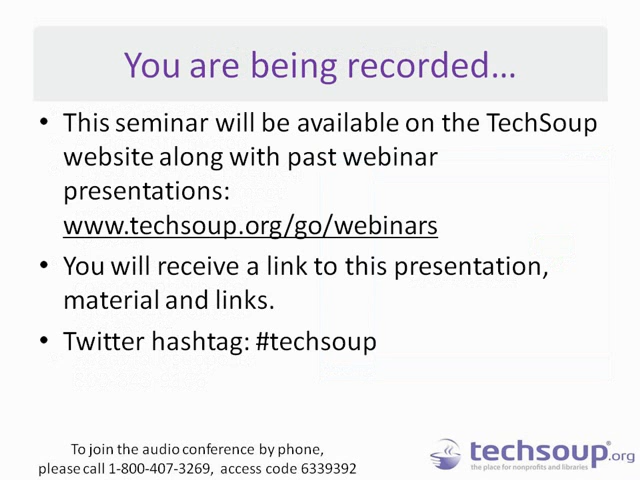 You are being recorded...
• This seminar will be available on the TechSoup
website along with past webinar
presentations:
www.techsoup.org/go/webinars
• You will receive a link to this presentation,
material and links.
• Twitter hashtag: #techsoup
To join the audio conference by phone,
please call 1-800-407-3269, access code 6339392
techsoup®.org
the place for nonprofits and libraries